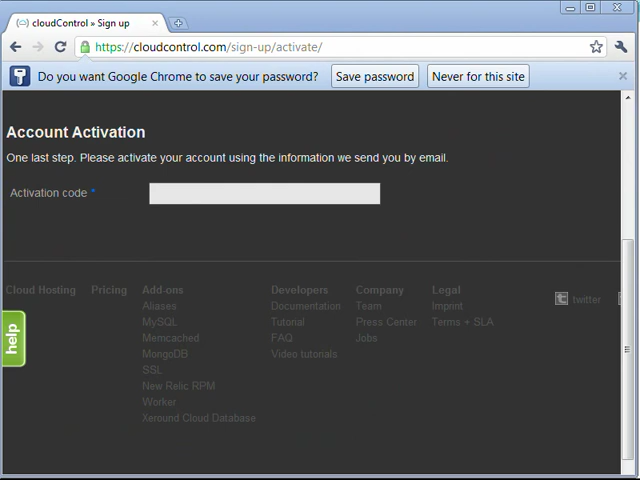 cloudControl » Sign up
https://cloudcontrol.com/sign-up/activate/
Do you want Google Chrome to save your password? Save password Never for this site
Account Activation
One last step. Please activate your account using the information we send you by email.
Activation code *
Cloud Hosting Pricing Add-ons Developers Company Legal
Aliases Documentation Team Imprint twitter
MySQL Tutorial Press Center Terms + SLA
Memcached FAQ Jobs
MongoDB Video tutorials
SSL
New Relic RPM
Worker
Xeround Cloud Database
help